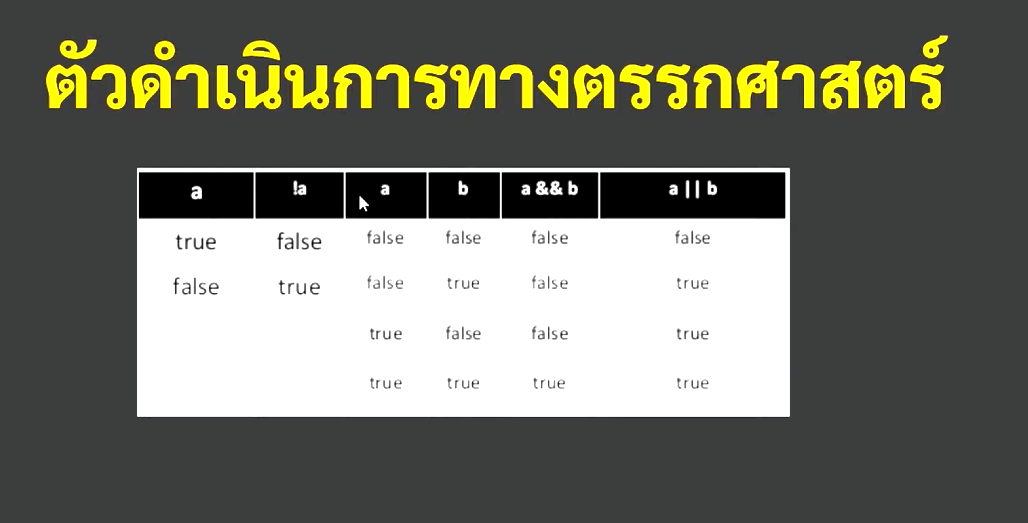 ตัวดำเนินการทางตรรกศาสตร์
a !a a b a && b a || b
true false false false false false
false true false true false true
true false false true
true true true true